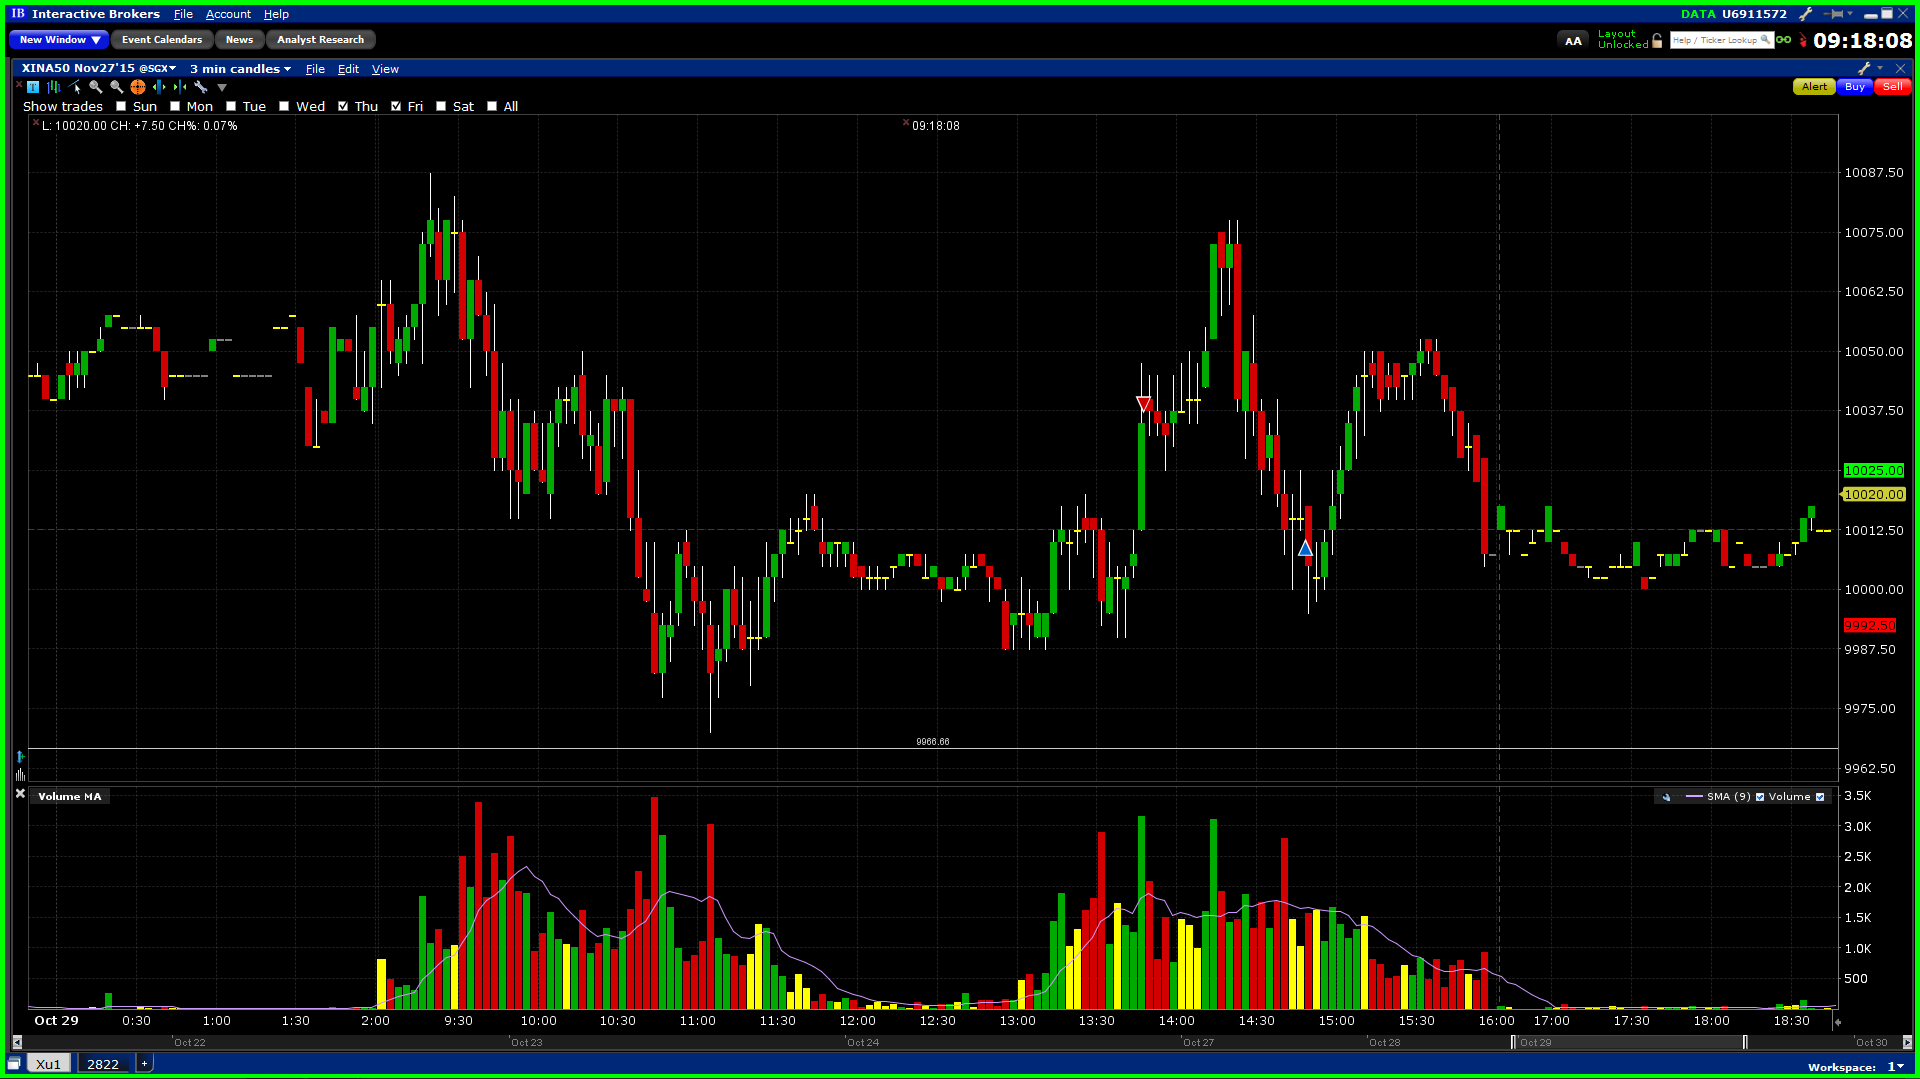 IB Interactive Brokers File Account Help DATA U6911572
New Window Event Calendars News Analyst Research AA Layout Unlocked Help / Ticker Lookup 09:18:08
XINA50 Nov27'15 @SGX 3 min candles File Edit View
T Alert Buy Sell
Show trades Sun Mon Tue Wed Thu Fri Sat All
L: 10020.00 CH: +7.50 CH%: 0.07% 09:18:08
10087.50
10075.00
10062.50
10050.00
10037.50
10025.00
10020.00
10012.50
10000.00
9992.50
9987.50
9975.00
9966.66
9962.50
Volume MA SMA (9) Volume 3.5K
3.0K
2.5K
2.0K
1.5K
1.0K
500
Oct 29 0:30 1:00 1:30 2:00 9:30 10:00 10:30 11:00 11:30 12:00 12:30 13:00 13:30 14:00 14:30 15:00 15:30 16:00 17:00 17:30 18:00 18:30
Oct 22 Oct 23 Oct 24 Oct 27 Oct 28 Oct 29 Oct 30
Xu1 2822 + Workspace: 1